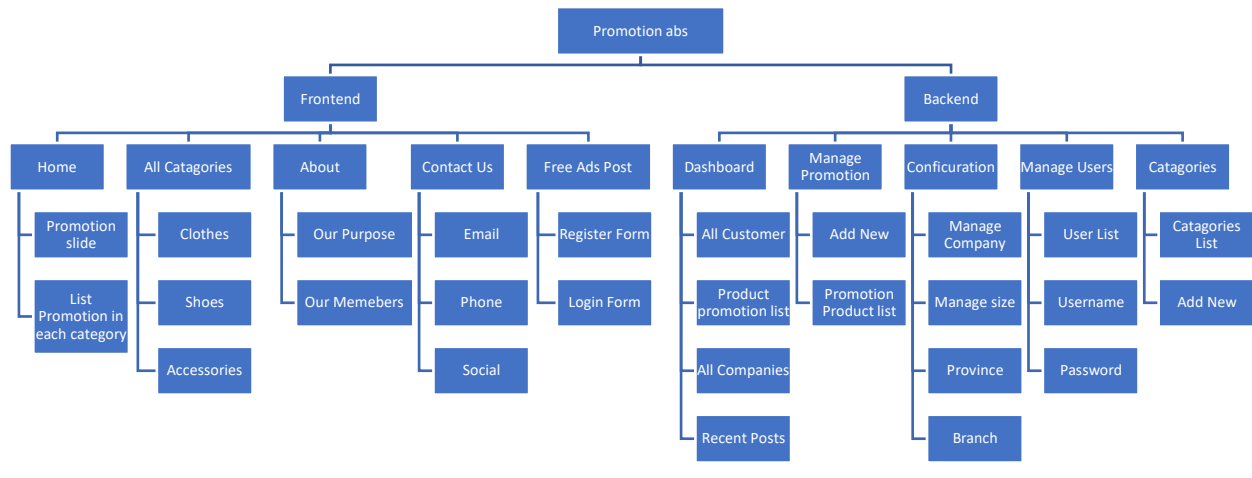 Promotion abs
Frontend
Backend
Home
All Catagories
About
Contact Us
Free Ads Post
Dashboard
Manage
Promotion
Conficuration
Manage Users
Catagories
Promotion
slide
Clothes
Our Purpose
Email
Register Form
All Customer
Add New
Manage
Company
User List
Catagories
List
List
Promotion in
each category
Shoes
Our Memebers
Phone
Login Form
Product
promotion list
Promotion
Product list
Manage size
Username
Add New
Accessories
Social
All Companies
Province
Password
Recent Posts
Branch